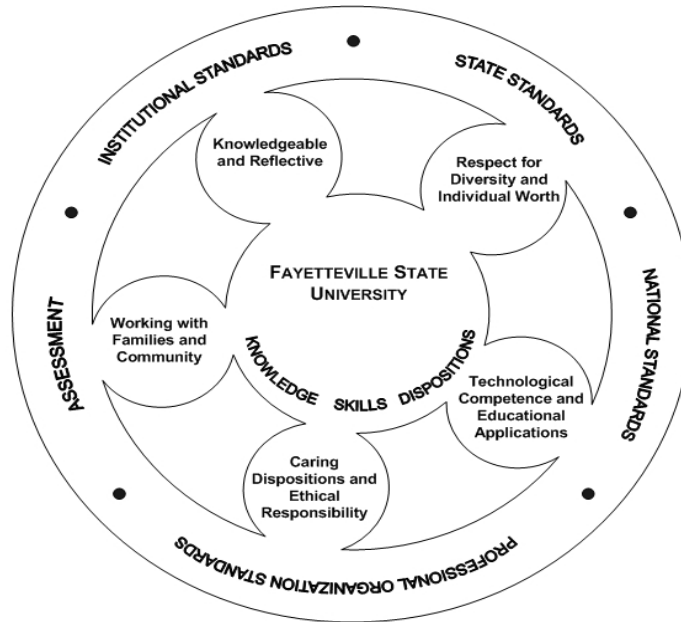 INSTITUTIONAL STANDARDS
STATE STANDARDS
Knowledgeable
and Reflective
Respect for
Diversity and
Individual Worth
FAYETTEVILLE STATE
UNIVERSITY
NATIONAL STANDARDS
ASSESSMENT
Working with
Families and
Community
KNOWLEDGE SKILLS DISPOSITIONS
Technological
Competence and
Educational
Applications
Caring
Dispositions and
Ethical
Responsibility
PROFESSIONAL ORGANIZATION STANDARDS